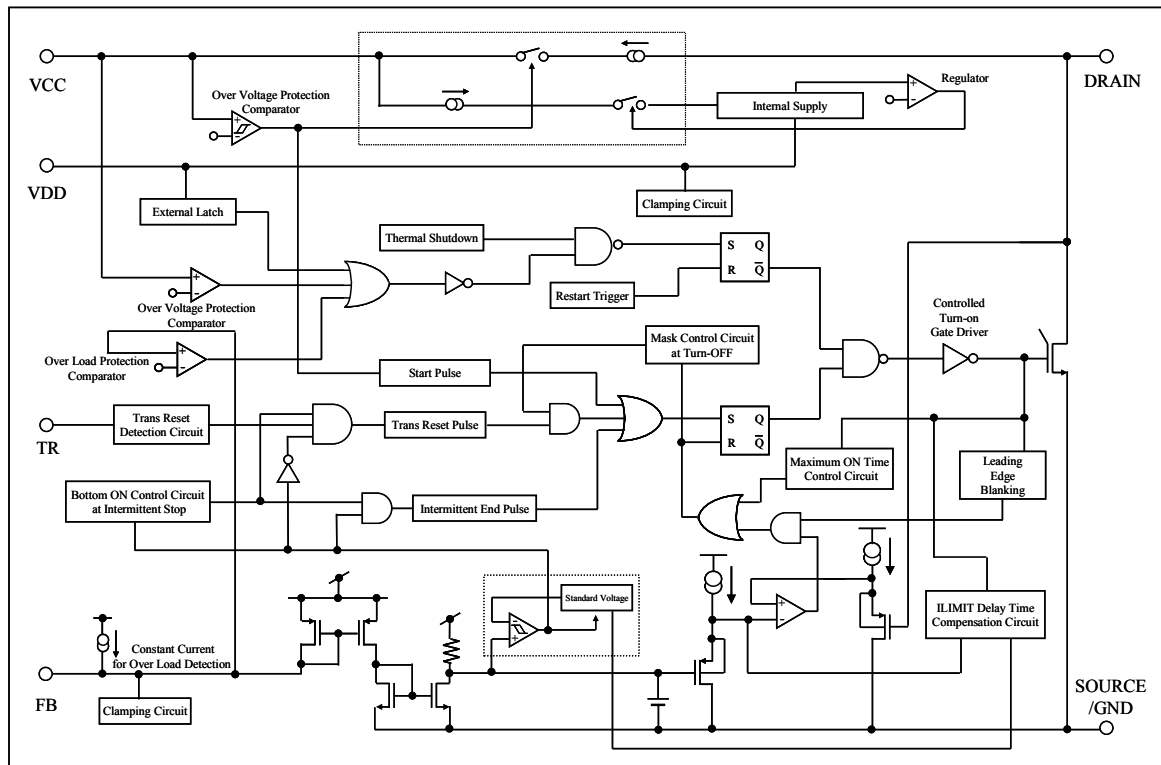 VCC
DRAIN
Over Voltage Protection
Comparator
+
-
Regulator
+
-
Internal Supply
VDD
External Latch
Clamping Circuit
Thermal Shutdown
S Q
R Q
Restart Trigger
+
-
Over Voltage Protection
Comparator
Controlled
Turn-on
Gate Driver
Over Load Protection
Comparator
+
-
Mask Control Circuit
at Turn-OFF
Start Pulse
TR
Trans Reset
Detection Circuit
Trans Reset Pulse
S Q
R Q
Maximum ON Time
Control Circuit
Leading
Edge
Blanking
Bottom ON Control Circuit
at Intermittent Stop
Intermittent End Pulse
Standard Voltage
-
+
+
-
ILIMIT Delay Time
Compensation Circuit
Constant Current
for Over Load Detection
FB
Clamping Circuit
SOURCE
/GND